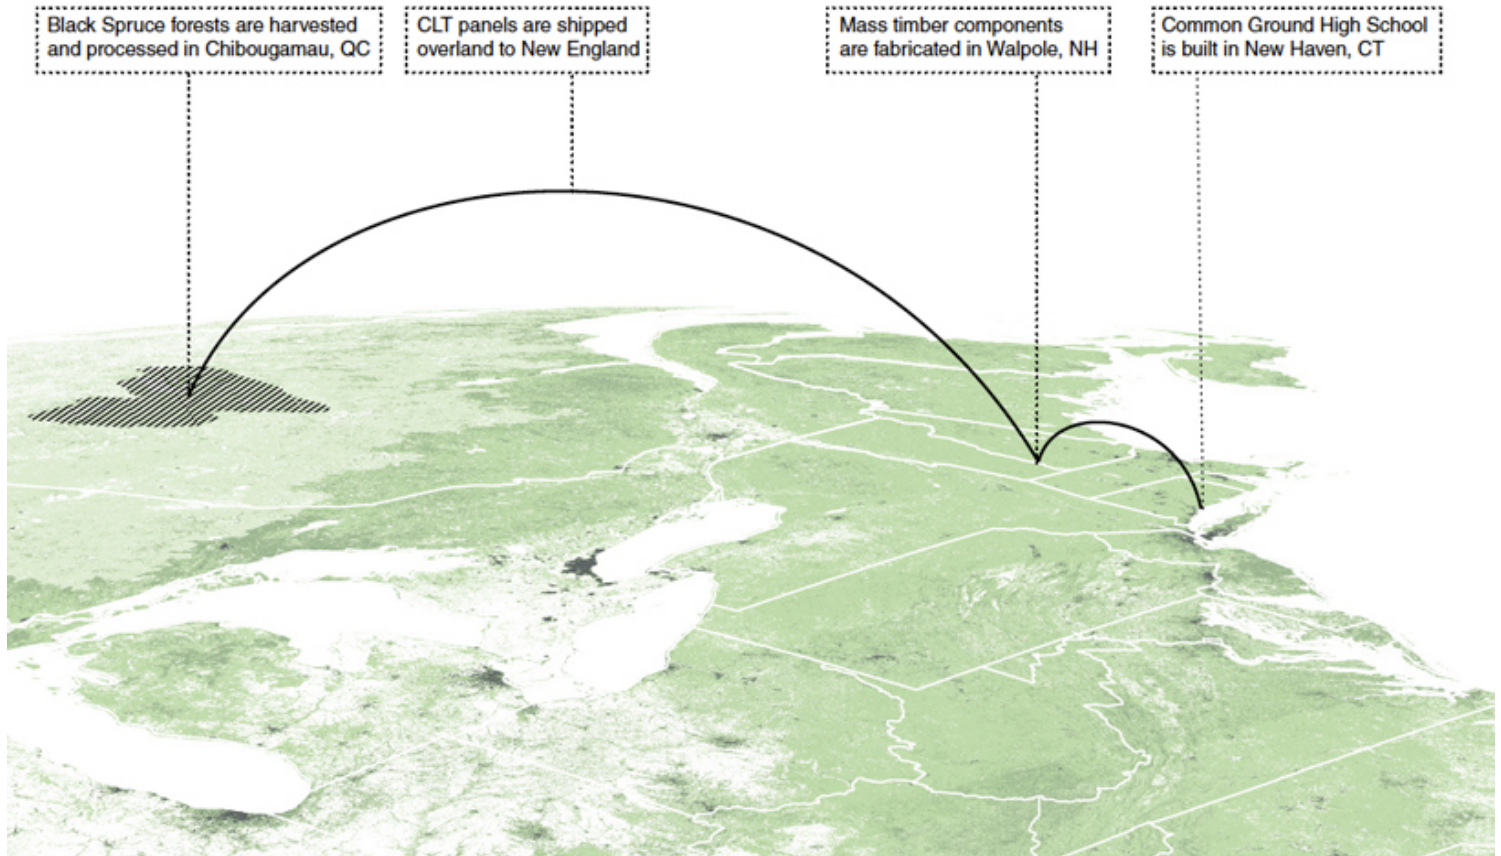 Black Spruce forests are harvested
and processed in Chibougamau, QC
CLT panels are shipped
overland to New England
Mass timber components
are fabricated in Walpole, NH
Common Ground High School
is built in New Haven, CT